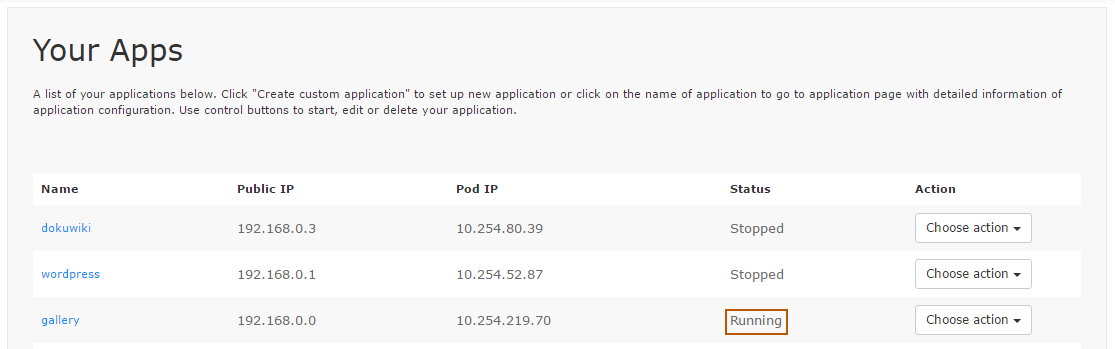 Your Apps
A list of your applications below. Click "Create custom application" to set up new application or click on the name of application to go to application page with detailed information of
application configuration. Use control buttons to start, edit or delete your application.
Name Public IP Pod IP Status Action
dokuwiki 192.168.0.3 10.254.80.39 Stopped Choose action
wordpress 192.168.0.1 10.254.52.87 Stopped Choose action
gallery 192.168.0.0 10.254.219.70 Running Choose action